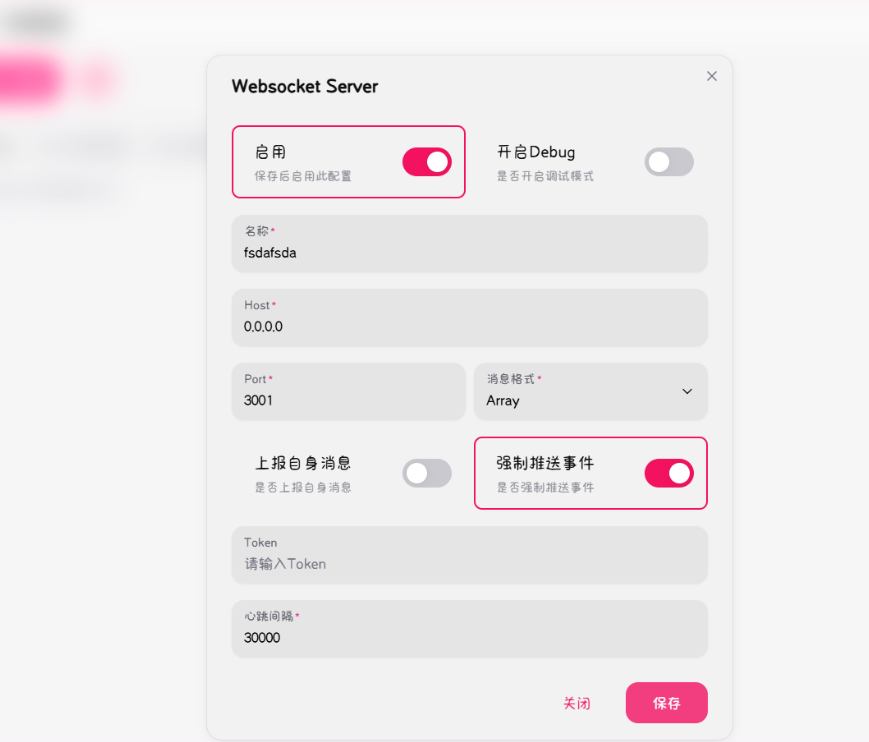 Websocket Server
启用
保存后启用此配置
开启Debug
是否开启调试模式
名称*
fsdafsda
Host*
0.0.0.0
Port*
3001
消息格式*
Array
上报自身消息
是否上报自身消息
强制推送事件
是否强制推送事件
Token
请输入Token
心跳间隔*
30000
关闭
保存